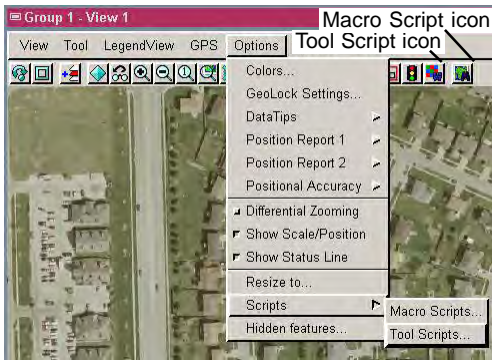 Group 1 - View 1
Macro Script icon
View Tool LegendView GPS Options
Tool Script icon
Colors...
GeoLock Settings...
DataTips
Position Report 1
Position Report 2
Positional Accuracy
Differential Zooming
Show Scale/Position
Show Status Line
Resize to...
Scripts
Macro Scripts...
Hidden features...
Tool Scripts...